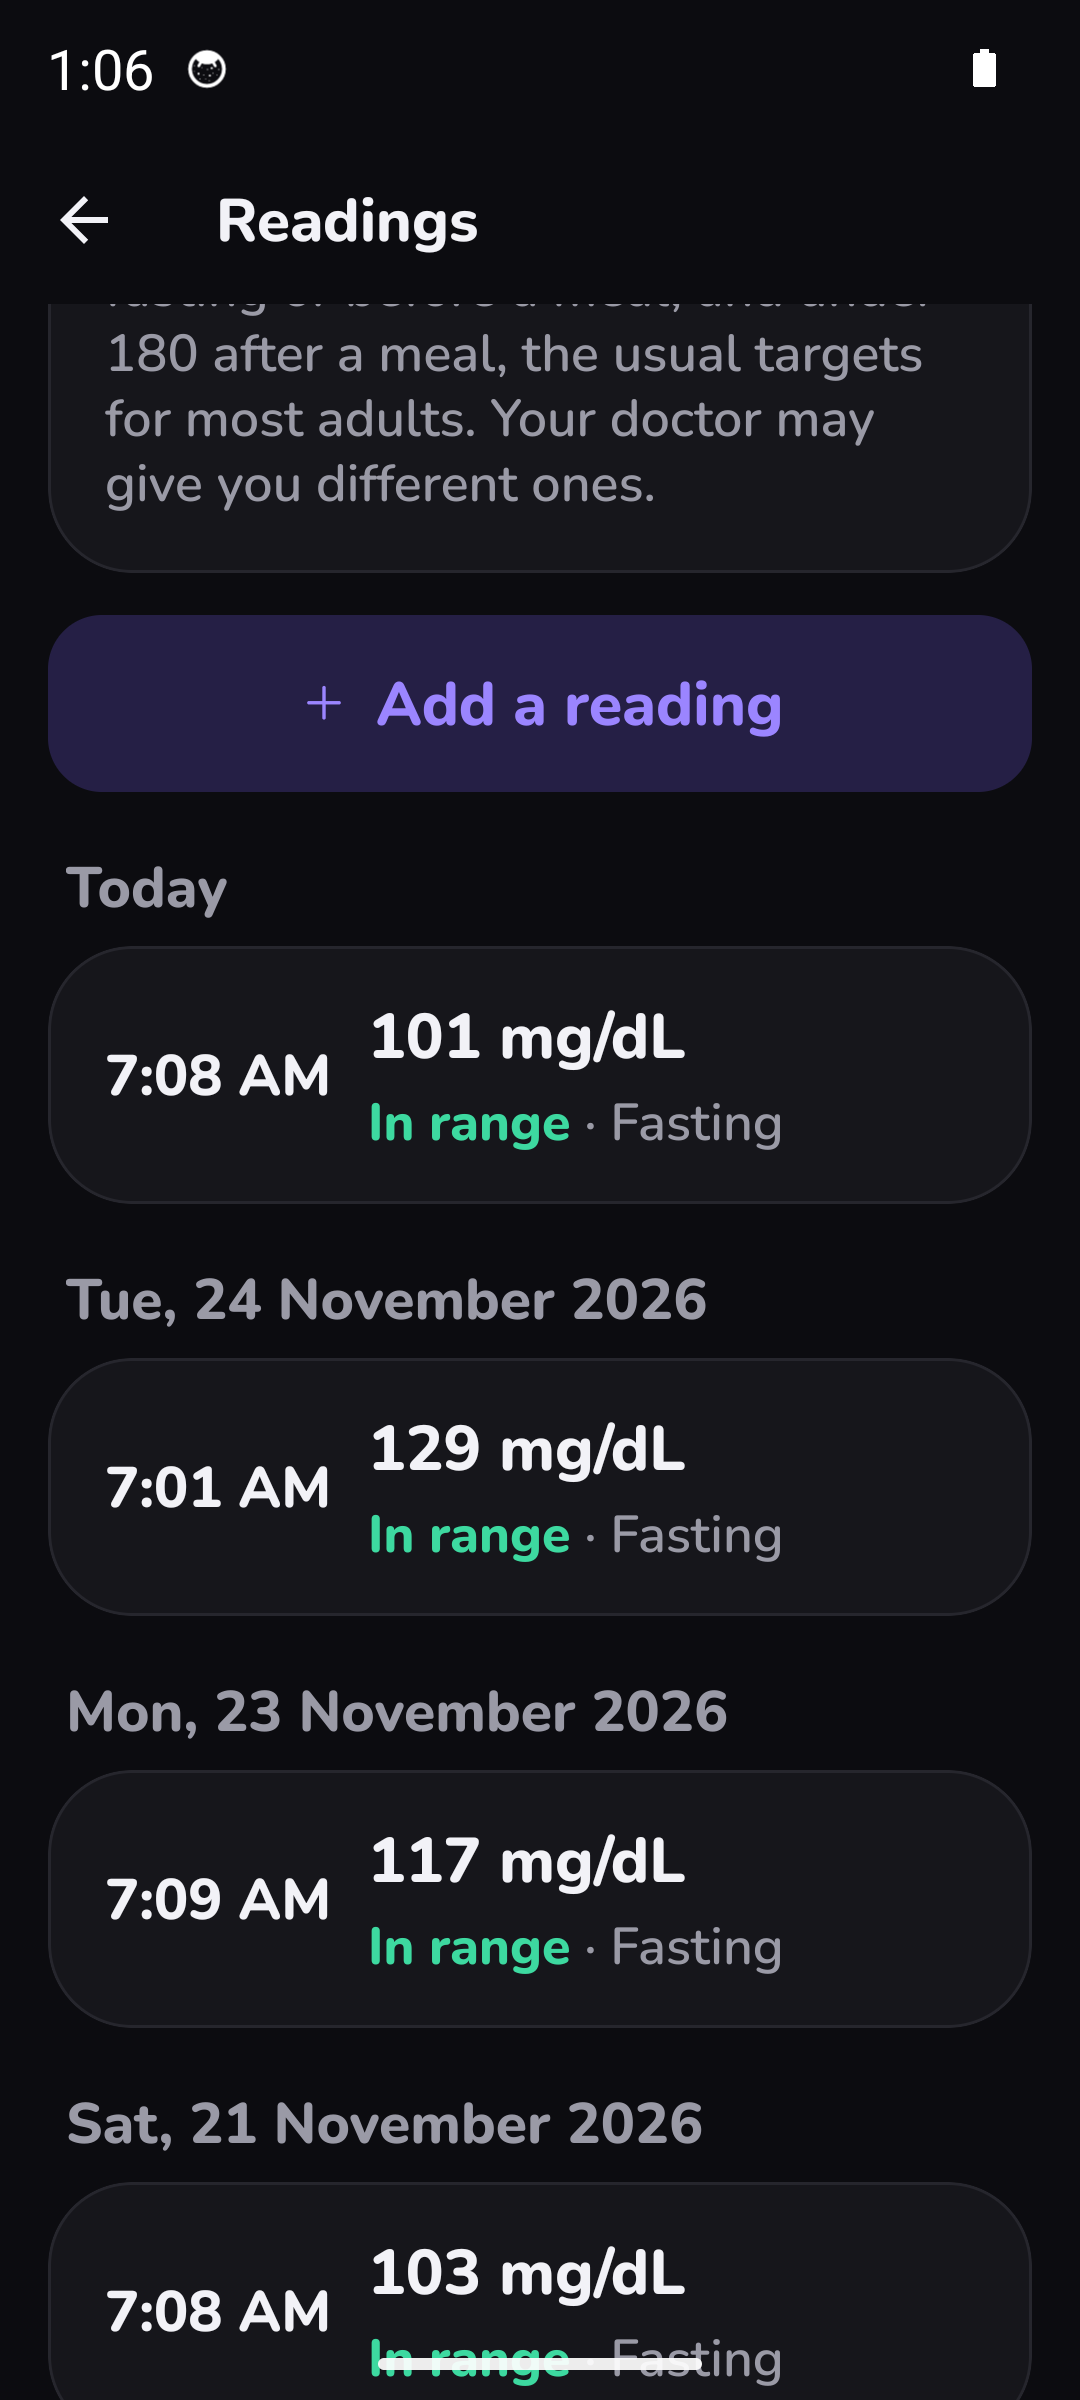 1:06
Readings
180 after a meal, the usual targets
for most adults. Your doctor may
give you different ones.
+ Add a reading
Today
7:08 AM
101 mg/dL
In range · Fasting
Tue, 24 November 2026
7:01 AM
129 mg/dL
In range · Fasting
Mon, 23 November 2026
7:09 AM
117 mg/dL
In range · Fasting
Sat, 21 November 2026
7:08 AM
103 mg/dL
In range · Fasting